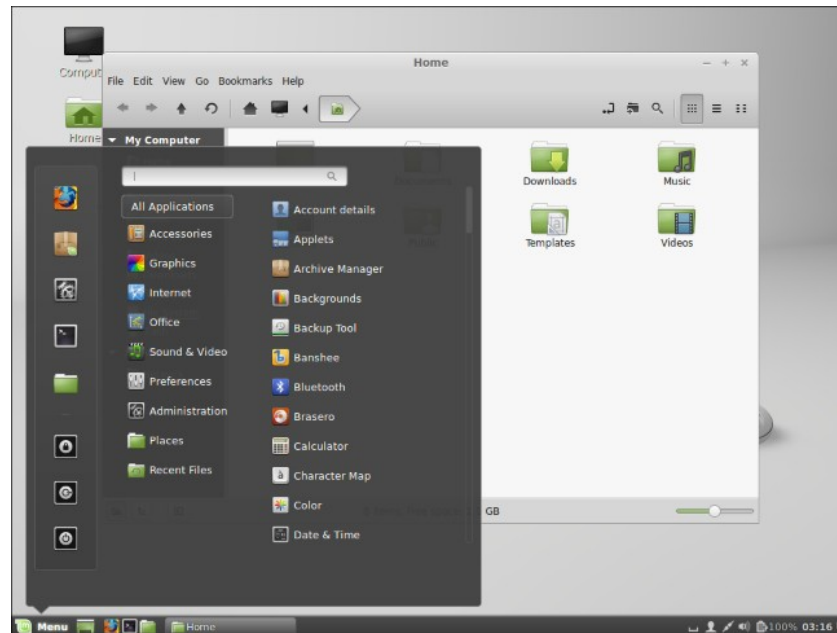 Home
File Edit View Go Bookmarks Help
Home
My Computer
Downloads
Music
Templates
Videos
All Applications
Accessories
Graphics
Internet
Office
Sound & Video
Preferences
Administration
Places
Recent Files
Account details
Applets
Archive Manager
Backgrounds
Backup Tool
Banshee
Bluetooth
Brasero
Calculator
Character Map
Color
Date & Time
GB
Menu
Home
100% 03:16